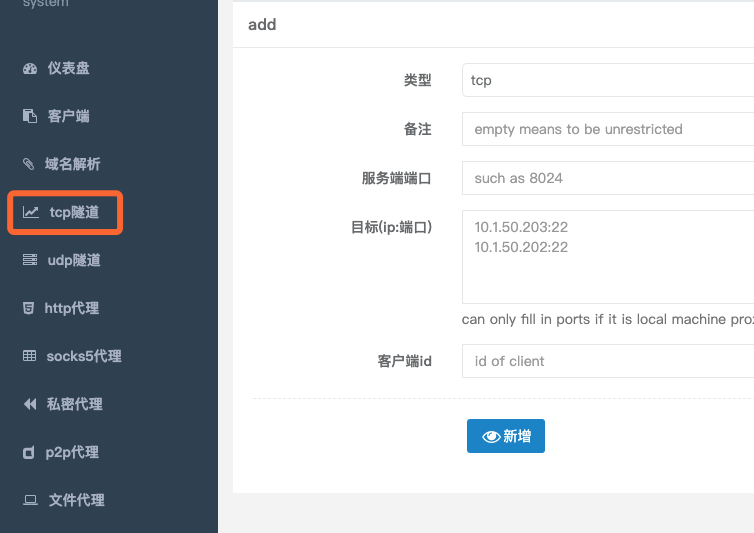 system
仪表盘
客户端
域名解析
tcp隧道
udp隧道
http代理
socks5代理
私密代理
p2p代理
文件代理
add
类型 tcp
备注 empty means to be unrestricted
服务端端口 such as 8024
目标(ip:端口) 10.1.50.203:22
10.1.50.202:22
can only fill in ports if it is local machine pro
客户端id id of client
新增